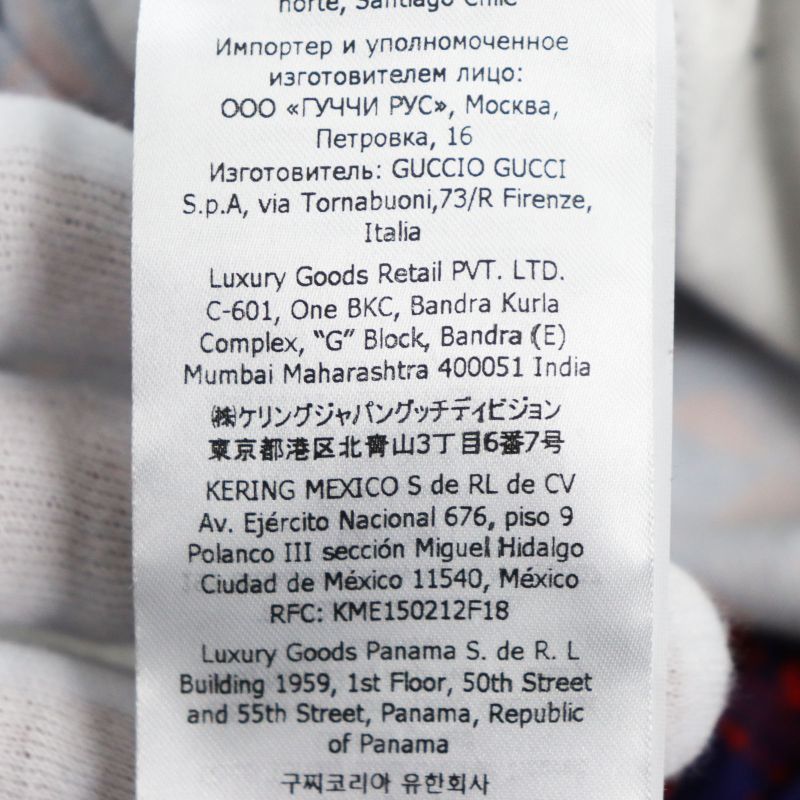 norte, Santiago Chile
Импортер и уполномоченное
изготовителем лицо:
ООО «ГУЧЧИ РУС», Москва,
Петровка, 16
Изготовитель: GUCCIO GUCCI
S.p.A, via Tornabuoni,73/R Firenze,
Italia
Luxury Goods Retail PVT. LTD.
C-601, One BKC, Bandra Kurla
Complex, “G” Block, Bandra (E)
Mumbai Maharashtra 400051 India
㈱ケリングジャパングッチディビジョン
東京都港区北青山3丁目6番7号
KERING MEXICO S de RL de CV
Av. Ejército Nacional 676, piso 9
Polanco III sección Miguel Hidalgo
Ciudad de México 11540, México
RFC: KME150212F18
Luxury Goods Panama S. de R. L
Building 1959, 1st Floor, 50th Street
and 55th Street, Panama, Republic
of Panama
구찌코리아 유한회사